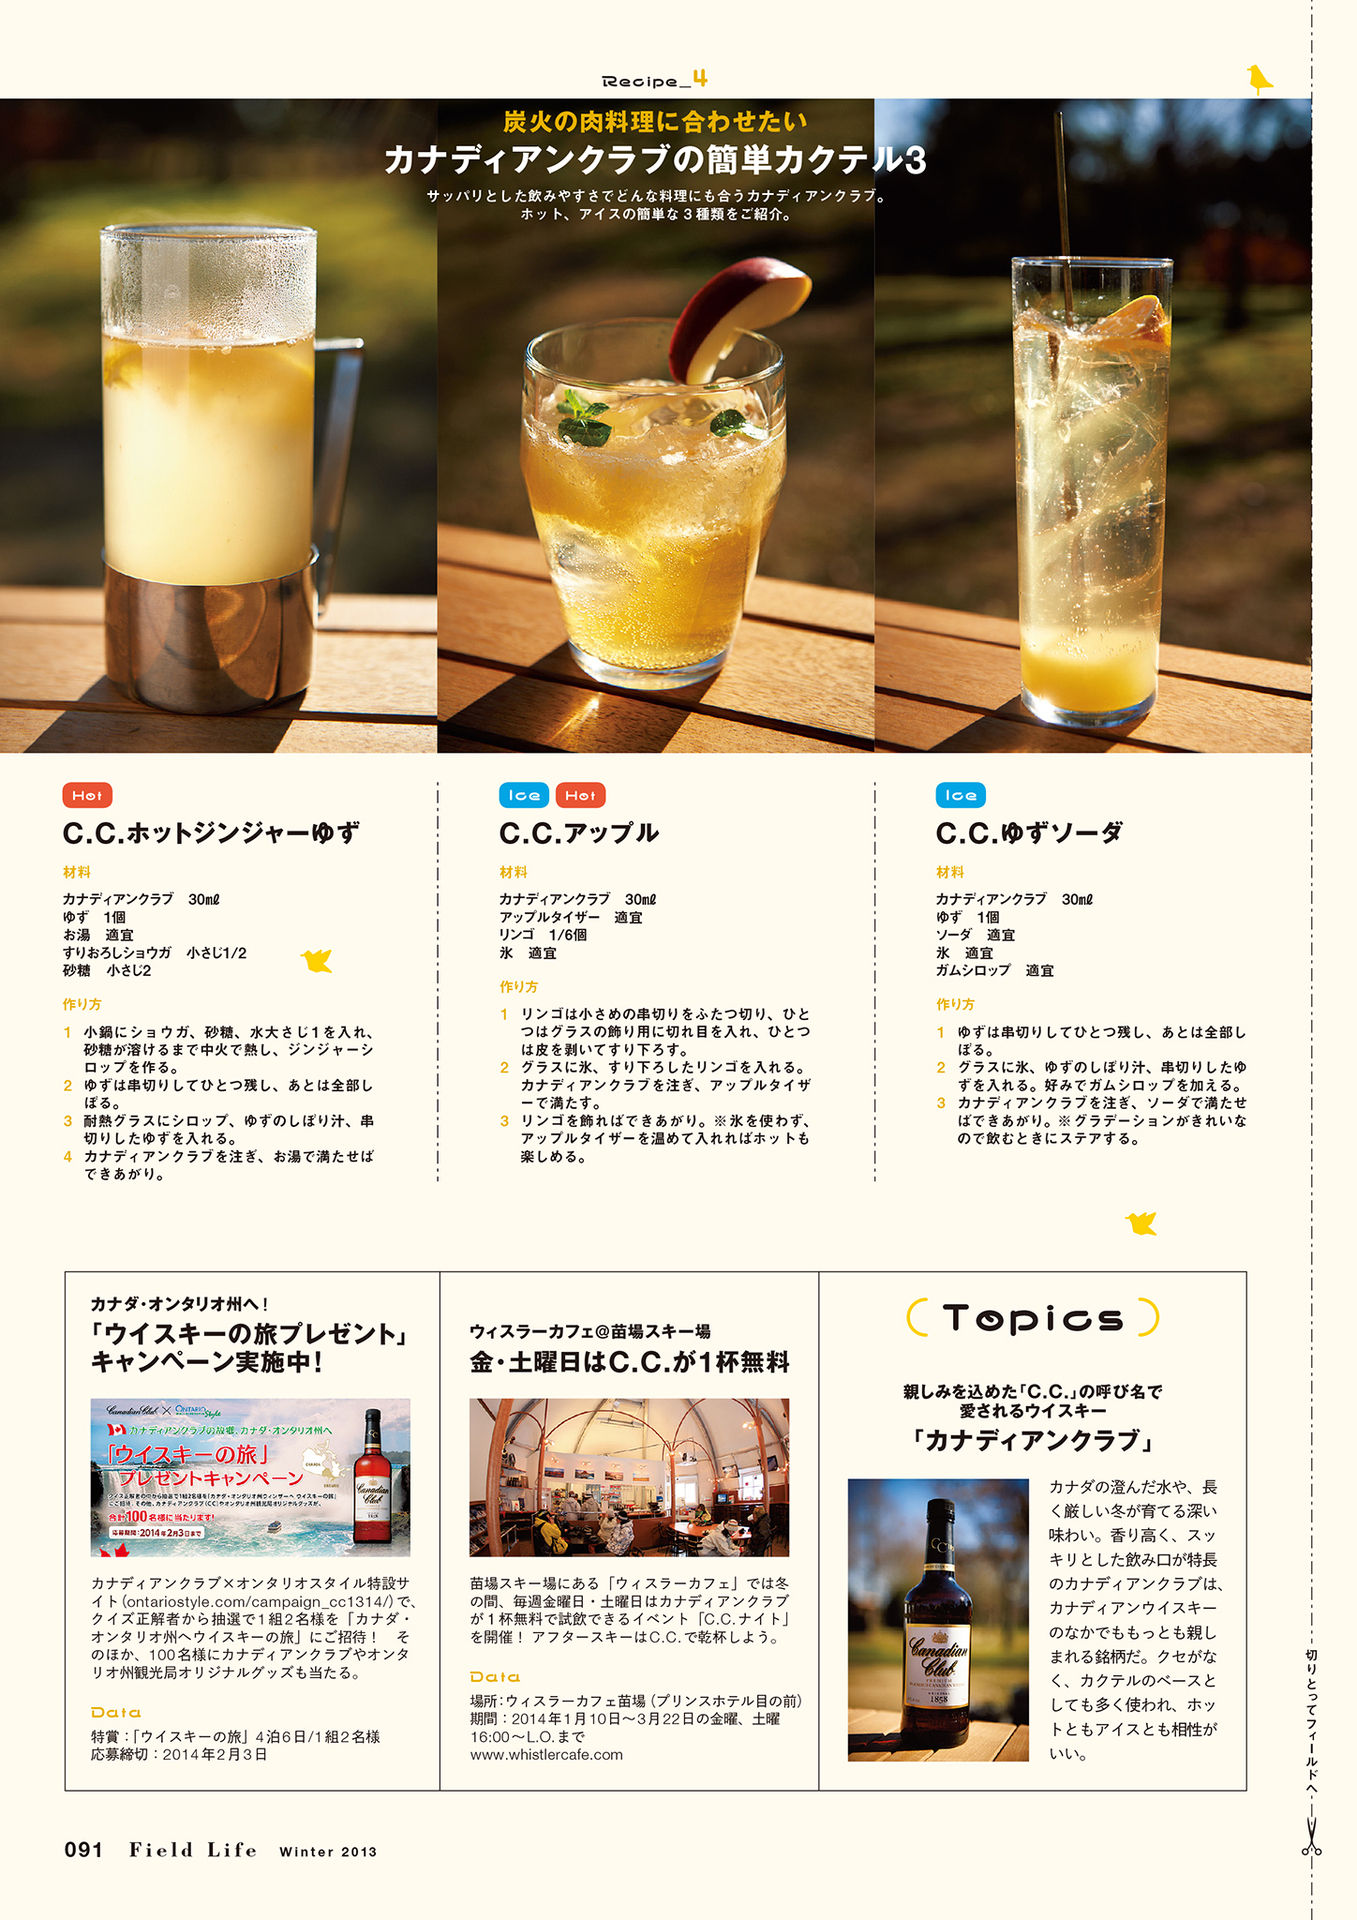 Recipe_4
炭火の肉料理に合わせたい
カナディアンクラブの簡単カクテル3
サッパリとした飲みやすさでどんな料理にも合うカナディアンクラブ。
ホット、アイスの簡単な3種類をご紹介。
Hot
C.C.ホットジンジャーゆず
材料
カナディアンクラブ　30㎖
ゆず　1個
お湯　適宜
すりおろしショウガ　小さじ1/2
砂糖　小さじ2
作り方
1 小鍋にショウガ、砂糖、水大さじ1を入れ、
砂糖が溶けるまで中火で熱し、ジンジャーシ
ロップを作る。
2 ゆずは串切りしてひとつ残し、あとは全部し
ぼる。
3 耐熱グラスにシロップ、ゆずのしぼり汁、串
切りしたゆずを入れる。
4 カナディアンクラブを注ぎ、お湯で満たせば
できあがり。
Ice Hot
C.C.アップル
材料
カナディアンクラブ　30㎖
アップルタイザー　適宜
リンゴ　1/6個
氷　適宜
作り方
1 リンゴは小さめの串切りをふたつ切り、ひと
つはグラスの飾り用に切れ目を入れ、ひとつ
は皮を剥いてすり下ろす。
2 グラスに氷、すり下ろしたリンゴを入れる。
カナディアンクラブを注ぎ、アップルタイザ
ーで満たす。
3 リンゴを飾ればできあがり。※氷を使わず、
アップルタイザーを温めて入れればホットも
楽しめる。
Ice
C.C.ゆずソーダ
材料
カナディアンクラブ　30㎖
ゆず　1個
ソーダ　適宜
氷　適宜
ガムシロップ　適宜
作り方
1 ゆずは串切りしてひとつ残し、あとは全部し
ぼる。
2 グラスに氷、ゆずのしぼり汁、串切りしたゆ
ずを入れる。好みでガムシロップを加える。
3 カナディアンクラブを注ぎ、ソーダで満たせ
ばできあがり。※グラデーションがきれいな
ので飲むときにステアする。
カナダ・オンタリオ州へ！
「ウイスキーの旅プレゼント」
キャンペーン実施中！
Canadian Club × ONTARIO Style
カナディアンクラブの故郷、カナダ・オンタリオ州へ
「ウイスキーの旅」
プレゼントキャンペーン
合計100名様に当たります!
応募期間:2014年2月3日まで
カナディアンクラブ×オンタリオスタイル特設サ
イト（ontariostyle.com/campaign_cc1314/）で、
クイズ正解者から抽選で1組2名様を「カナダ・
オンタリオ州へウイスキーの旅」にご招待！　そ
のほか、100名様にカナディアンクラブやオンタ
リオ州観光局オリジナルグッズも当たる。
Data
特賞：「ウイスキーの旅」4泊6日/1組2名様
応募締切：2014年2月3日
ウィスラーカフェ@苗場スキー場
金・土曜日はC.C.が1杯無料
苗場スキー場にある「ウィスラーカフェ」では冬
の間、毎週金曜日・土曜日はカナディアンクラブ
が1杯無料で試飲できるイベント「C.C.ナイト」
を開催！ アフタースキーはC.C.で乾杯しよう。
Data
場所：ウィスラーカフェ苗場（プリンスホテル目の前）
期間：2014年1月10日～3月22日の金曜、土曜
16:00～L.O.まで
www.whistlercafe.com
Topics
親しみを込めた「C.C.」の呼び名で
愛されるウイスキー
「カナディアンクラブ」
Canadian
Club
PREMIUM
1858
カナダの澄んだ水や、長
く厳しい冬が育てる深い
味わい。香り高く、スッ
キリとした飲み口が特長
のカナディアンクラブは、
カナディアンウイスキー
のなかでももっとも親し
まれる銘柄だ。クセがな
く、カクテルのベースと
しても多く使われ、ホッ
トともアイスとも相性が
いい。
切りとってフィールドへ
091 Field Life Winter 2013